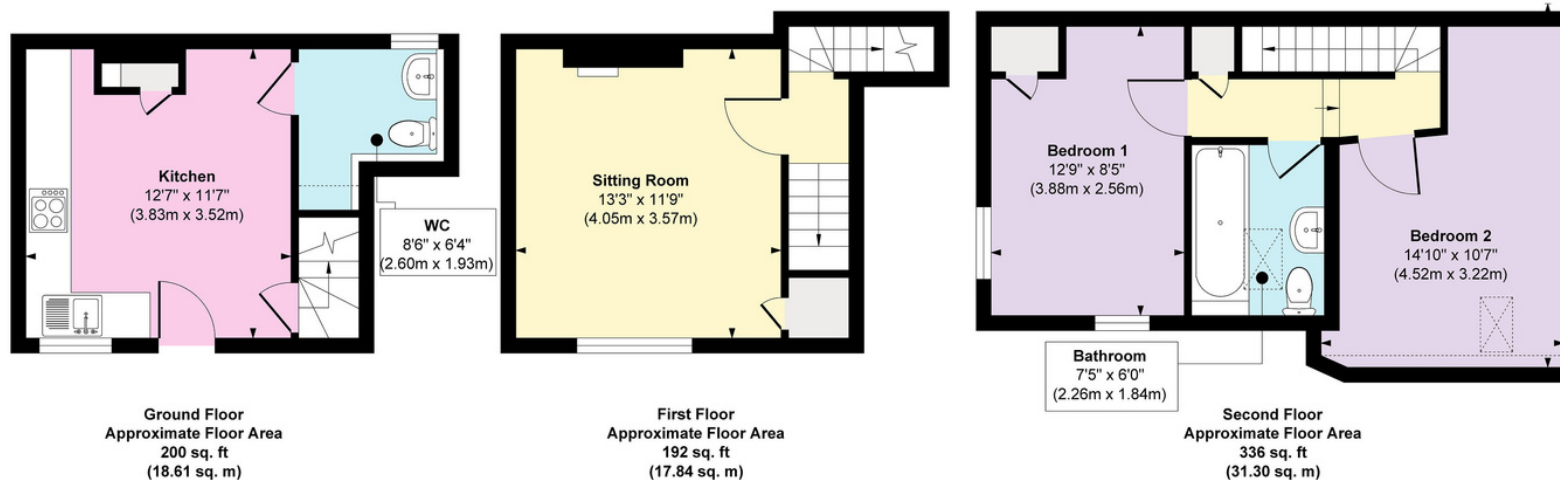 Kitchen
12'7" x 11'7"
(3.83m x 3.52m)
WC
8'6" x 6'4"
(2.60m x 1.93m)
Ground Floor
Approximate Floor Area
200 sq. ft
(18.61 sq. m)
Sitting Room
13'3" x 11'9"
(4.05m x 3.57m)
First Floor
Approximate Floor Area
192 sq. ft
(17.84 sq. m)
Bedroom 1
12'9" x 8'5"
(3.88m x 2.56m)
Bedroom 2
14'10" x 10'7"
(4.52m x 3.22m)
Bathroom
7'5" x 6'0"
(2.26m x 1.84m)
Second Floor
Approximate Floor Area
336 sq. ft
(31.30 sq. m)